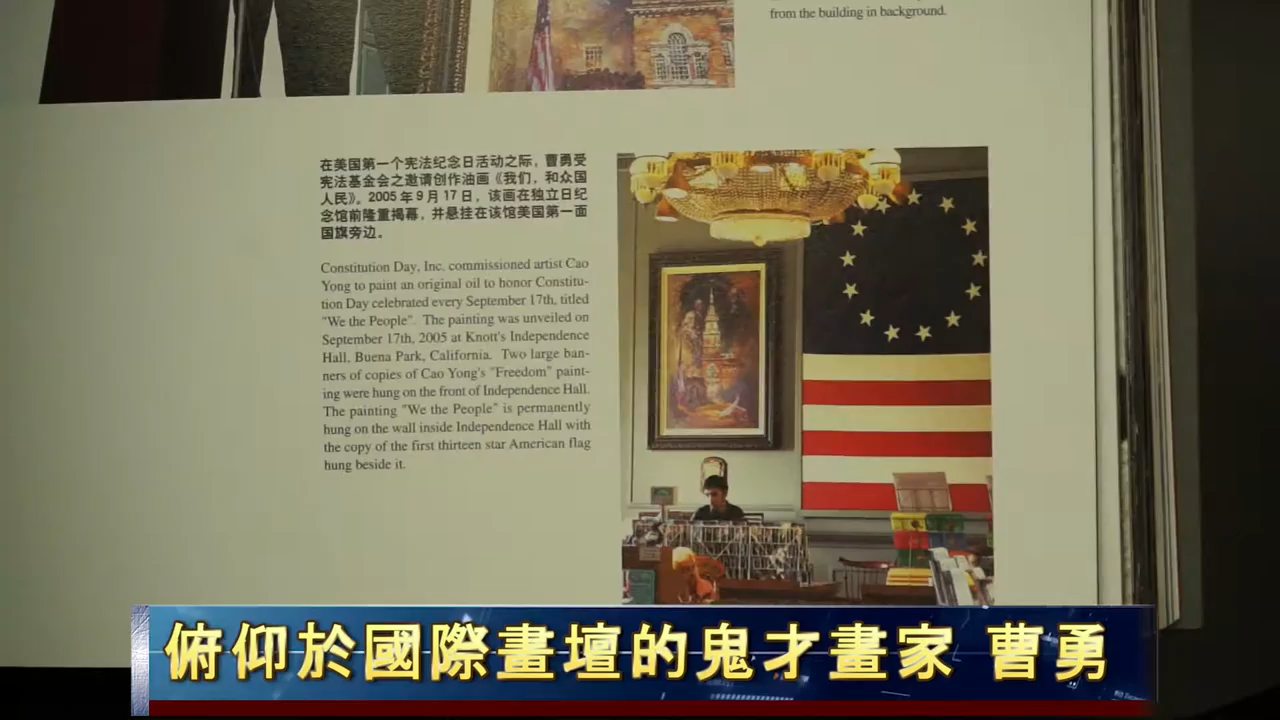 from the building in background.
在美国第一个宪法纪念日活动之际，曹勇受
宪法基金会之邀请创作油画《我们，和众国
人民》。2005年9月17日，该画在独立日纪
念馆前隆重揭幕，并悬挂在该馆美国第一面
国旗旁边。
Constitution Day, Inc. commissioned artist Cao
Yong to paint an original oil to honor Constitu-
tion Day celebrated every September 17th, titled
"We the People". The painting was unveiled on
September 17th, 2005 at Knott's Independence
Hall, Buena Park, California. Two large ban-
ners of copies of Cao Yong's "Freedom" paint-
ing were hung on the front of Independence Hall.
The painting "We the People" is permanently
hung on the wall inside Independence Hall with
the copy of the first thirteen star American flag
hung beside it.
俯仰於國際畫壇的鬼才畫家 曹勇